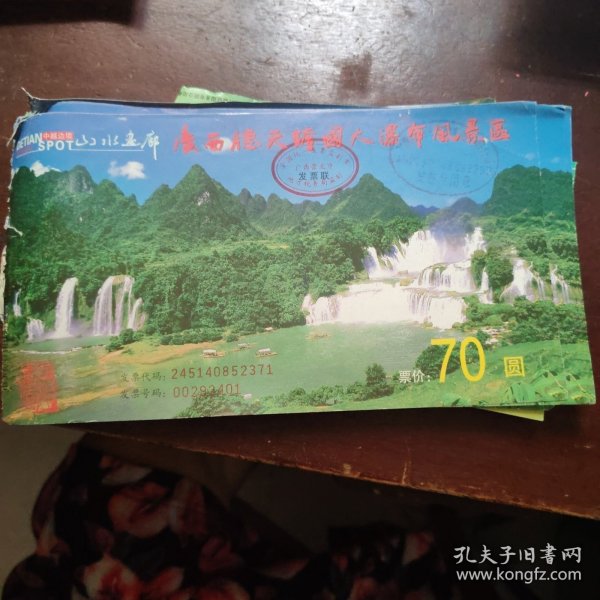 中越边境
ETIAN SPOT 山水画廊
广西德天跨国大瀑布风景区
发票联
发票代码：245140852371
发票号码：00293401
票价：70 圆
孔夫子旧书网
www.kongfz.com